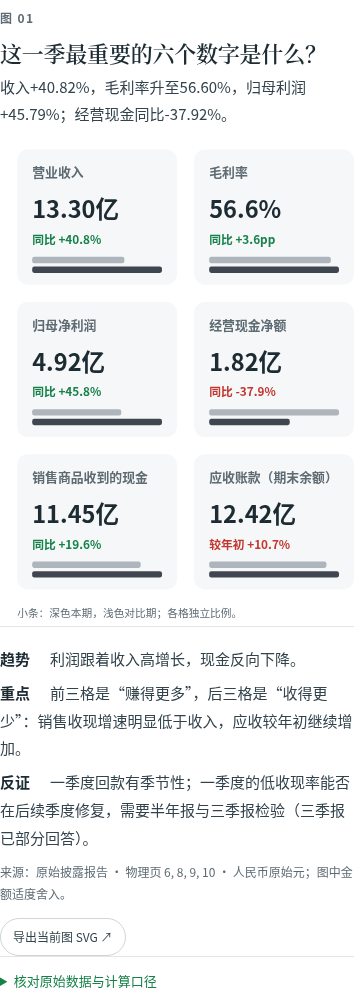 图 01
这一季最重要的六个数字是什么？
收入+40.82%，毛利率升至56.60%，归母净利润
+45.79%；经营现金同比-37.92%。
营业收入
13.30亿
同比 +40.8%
毛利率
56.6%
同比 +3.6pp
归母净利润
4.92亿
同比 +45.8%
经营现金净额
1.82亿
同比 -37.9%
销售商品收到的现金
11.45亿
同比 +19.6%
应收账款（期末余额）
12.42亿
较年初 +10.7%
小条：深色本期，浅色对比期；各格独立比例。
趋势 利润跟着收入高增长，现金反向下降。
重点 前三格是“赚得更多”，后三格是“收得更
少”：销售收现增速明显低于收入，应收较年初继续增
加。
反证 一季度回款有季节性；一季度的低收现率能否
在后续季度修复，需要半年报与三季报检验（三季报
已部分回答）。
来源：原始披露报告 · 物理页 6, 8, 9, 10 · 人民币原始元；图中金
额适度舍入。
导出当前图 SVG ↗
▶ 核对原始数据与计算口径